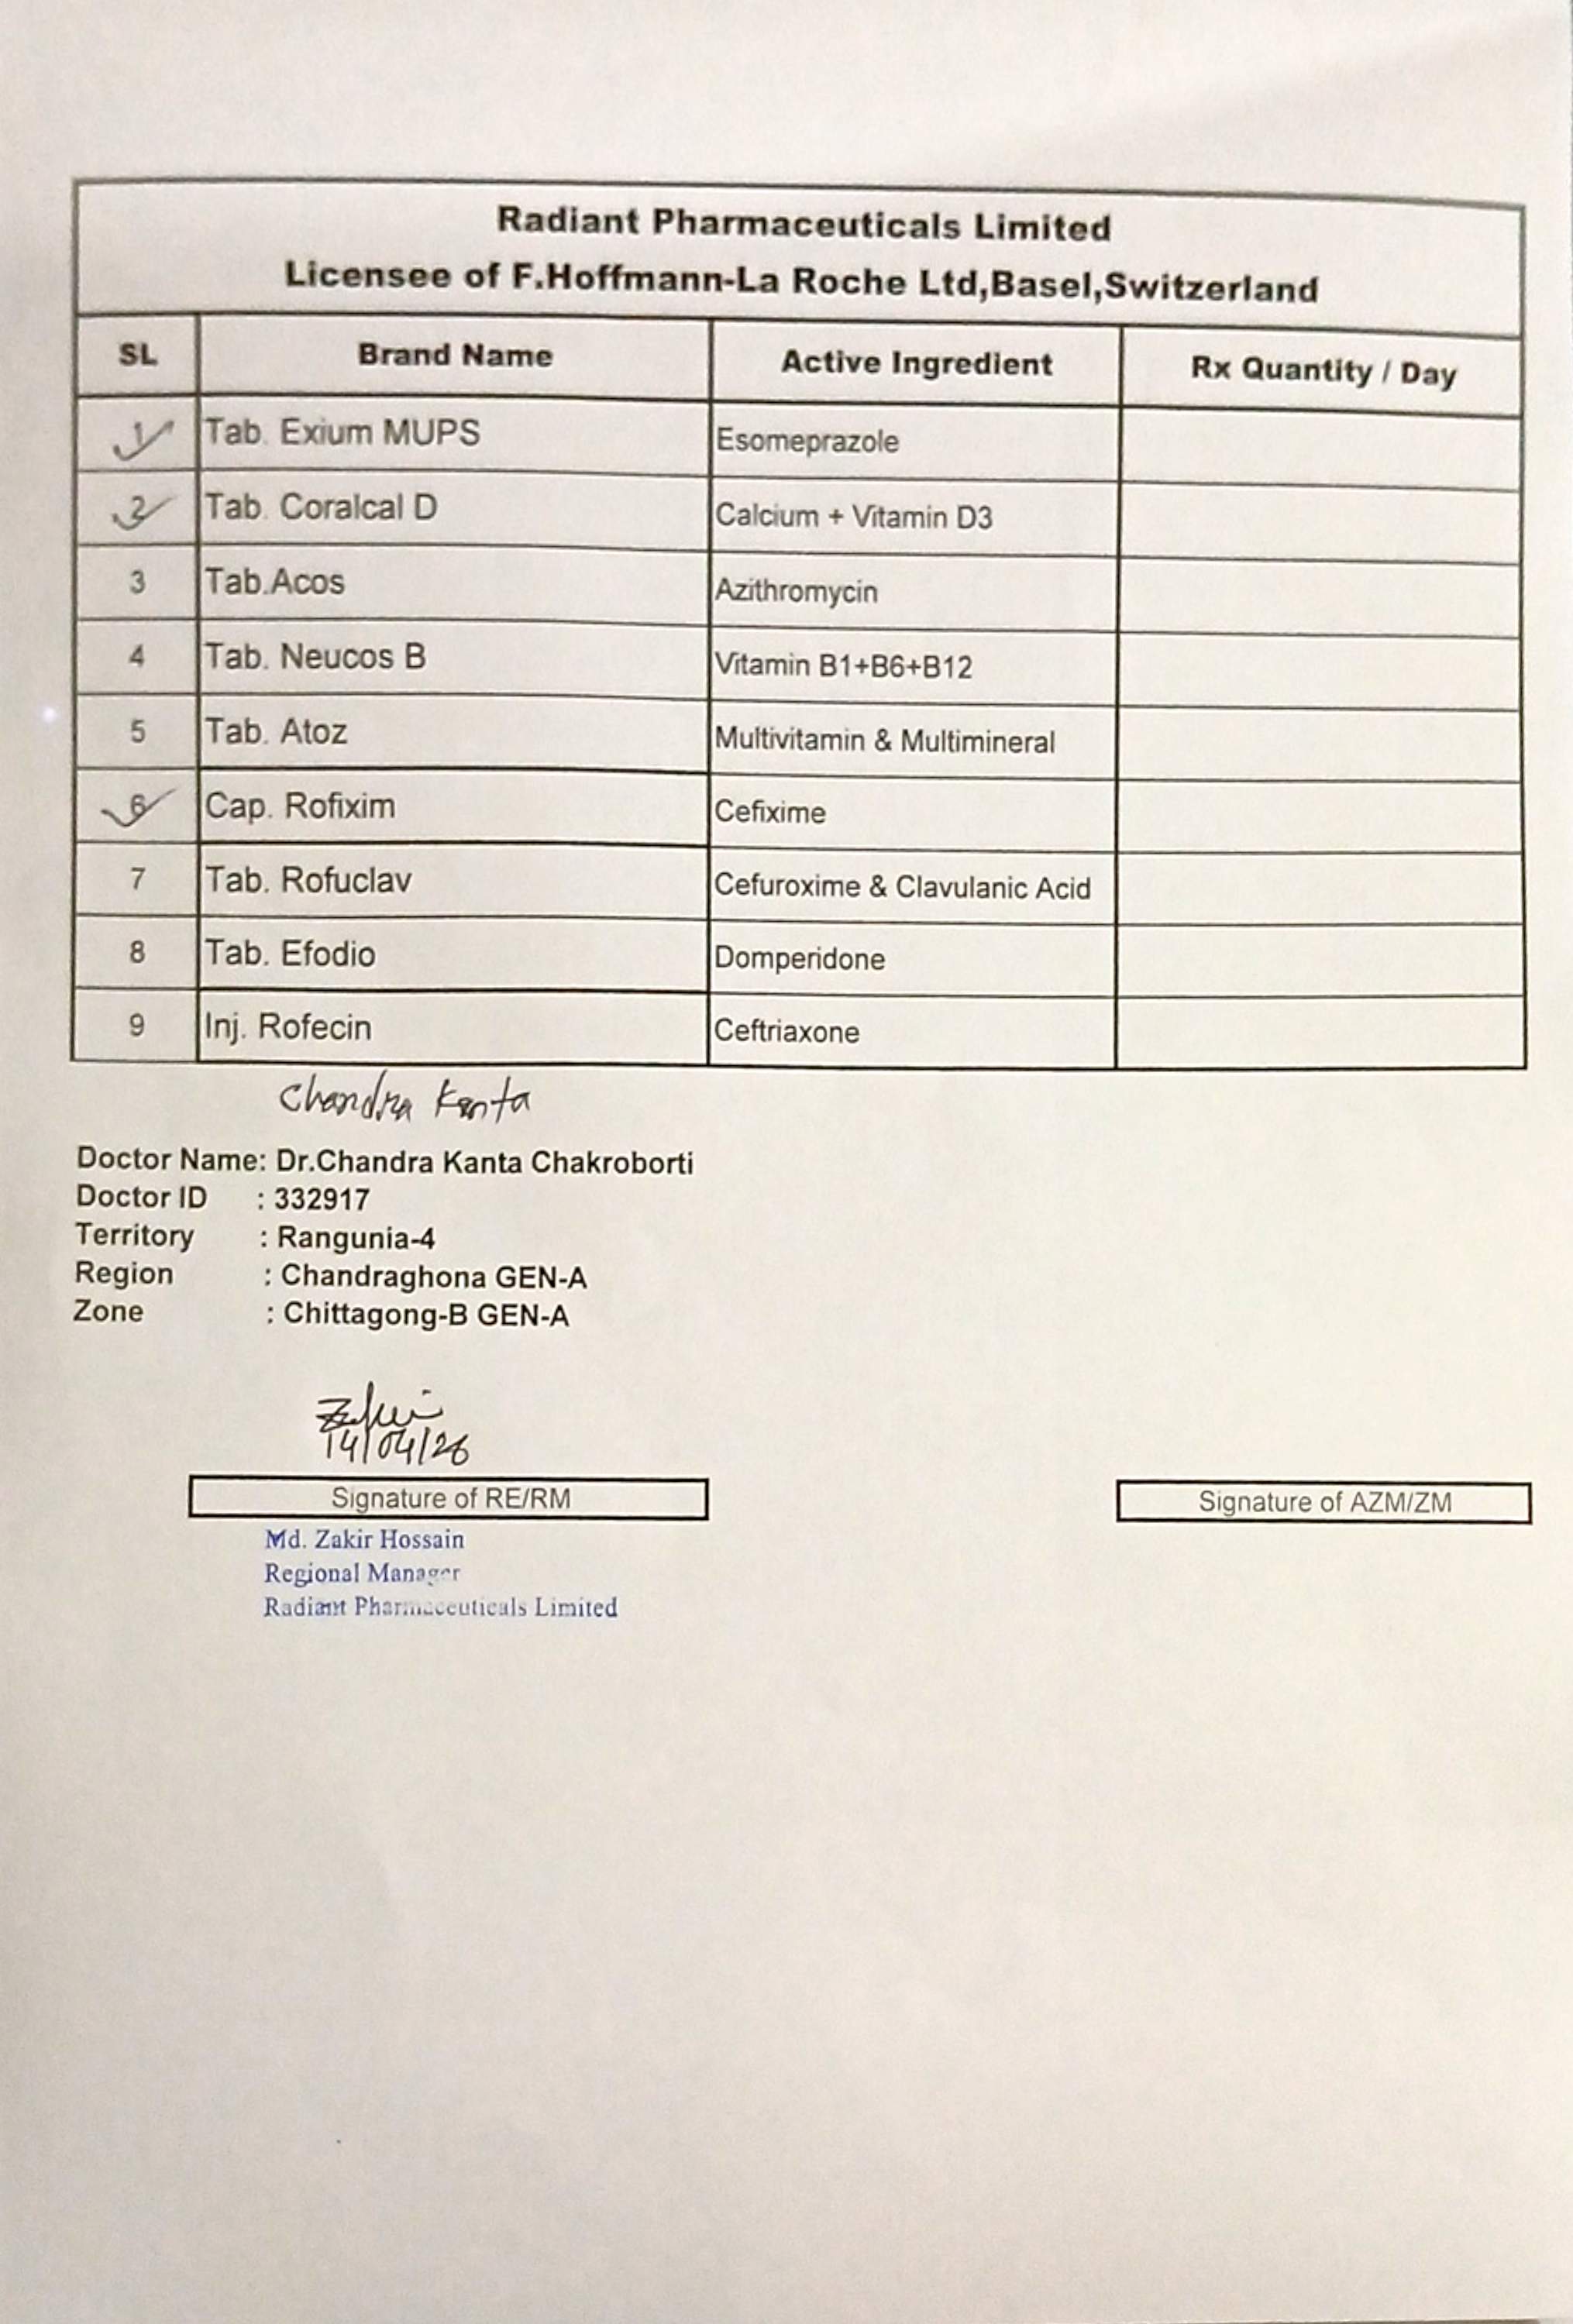 Radiant Pharmaceuticals Limited
Licensee of F.Hoffmann-La Roche Ltd,Basel,Switzerland
SL Brand Name Active Ingredient Rx Quantity / Day
1 Tab. Exium MUPS Esomeprazole
2 Tab. Coralcal D Calcium + Vitamin D3
3 Tab.Acos Azithromycin
4 Tab. Neucos B Vitamin B1+B6+B12
5 Tab. Atoz Multivitamin & Multimineral
6 Cap. Rofixim Cefixime
7 Tab. Rofuclav Cefuroxime & Clavulanic Acid
8 Tab. Efodio Domperidone
9 Inj. Rofecin Ceftriaxone
Chandra Kanta
Doctor Name: Dr.Chandra Kanta Chakroborti
Doctor ID : 332917
Territory : Rangunia-4
Region : Chandraghona GEN-A
Zone : Chittagong-B GEN-A
14/04/26
Signature of RE/RM Signature of AZM/ZM
Md. Zakir Hossain
Regional Manager
Radiant Pharmaceuticals Limited